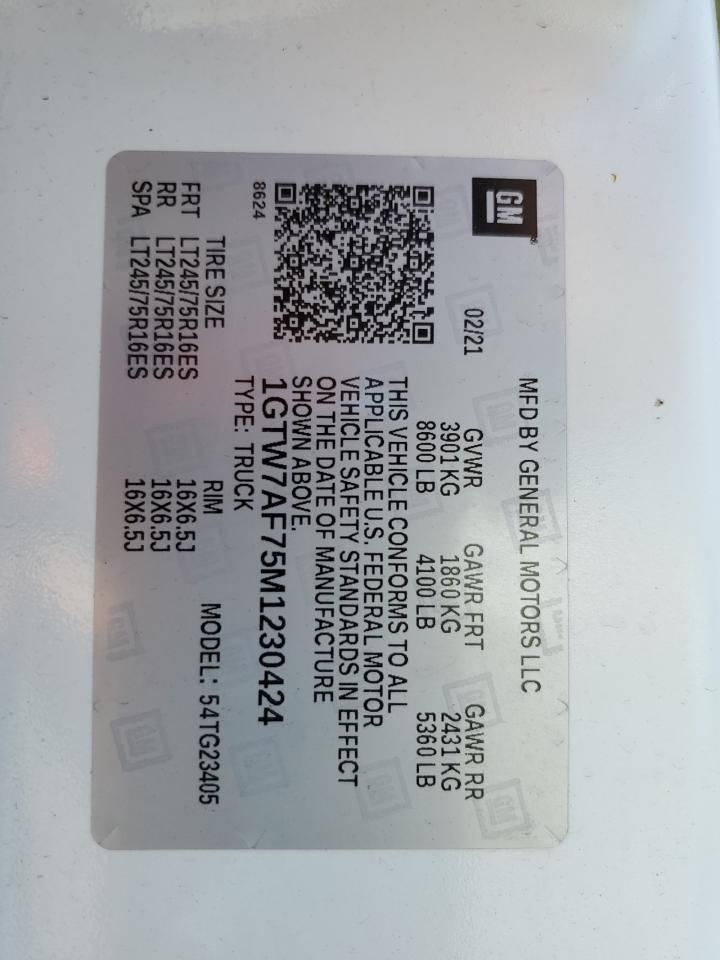 GM
MFD BY GENERAL MOTORS LLC
02/21
GVWR GAWR FRT GAWR RR
3901 KG 1860 KG 2431 KG
8600 LB 4100 LB 5360 LB
THIS VEHICLE CONFORMS TO ALL
APPLICABLE U.S. FEDERAL MOTOR
VEHICLE SAFETY STANDARDS IN EFFECT
ON THE DATE OF MANUFACTURE
SHOWN ABOVE.
1GTW7AF75M1230424
8624
TYPE: TRUCK
TIRE SIZE RIM MODEL: 54TG23405
FRT LT245/75R16ES 16X6.5J
RR LT245/75R16ES 16X6.5J
SPA LT245/75R16ES 16X6.5J